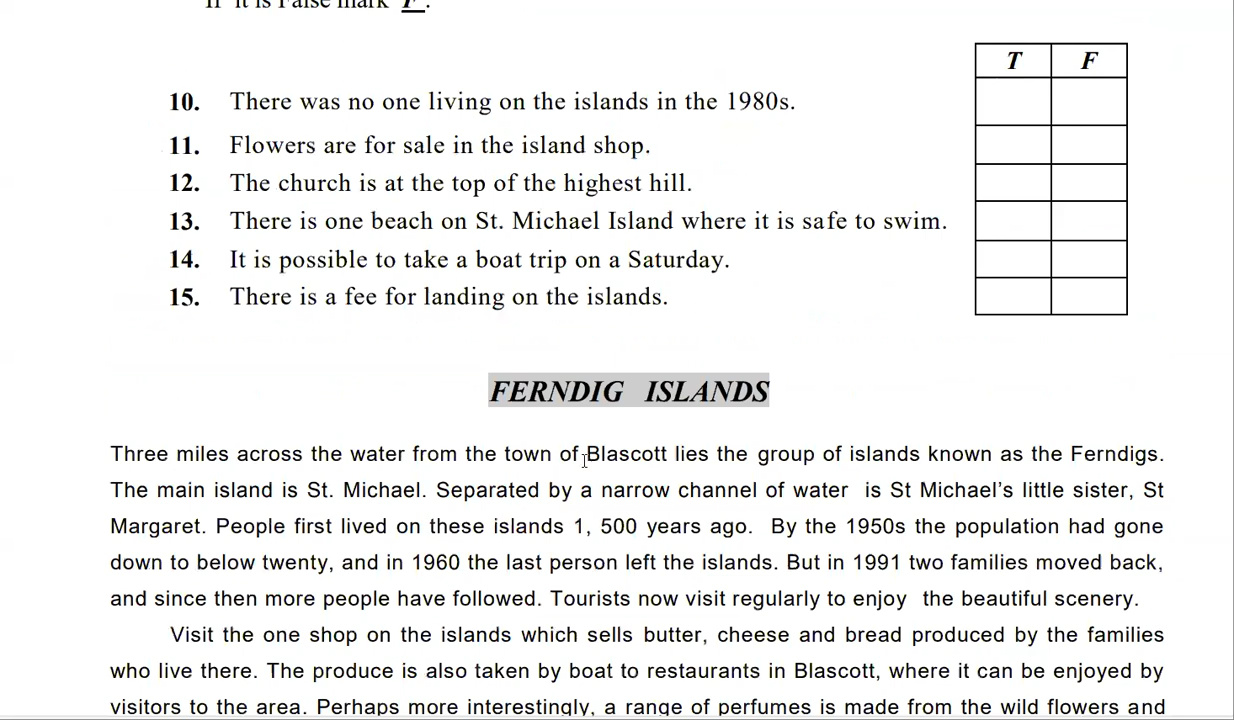 If it is False mark F.
T F
10. There was no one living on the islands in the 1980s.
11. Flowers are for sale in the island shop.
12. The church is at the top of the highest hill.
13. There is one beach on St. Michael Island where it is safe to swim.
14. It is possible to take a boat trip on a Saturday.
15. There is a fee for landing on the islands.
FERNDIG ISLANDS
Three miles across the water from the town of Blascott lies the group of islands known as the Ferndigs.
The main island is St. Michael. Separated by a narrow channel of water is St Michael’s little sister, St
Margaret. People first lived on these islands 1, 500 years ago. By the 1950s the population had gone
down to below twenty, and in 1960 the last person left the islands. But in 1991 two families moved back,
and since then more people have followed. Tourists now visit regularly to enjoy the beautiful scenery.
Visit the one shop on the islands which sells butter, cheese and bread produced by the families
who live there. The produce is also taken by boat to restaurants in Blascott, where it can be enjoyed by
visitors to the area. Perhaps more interestingly, a range of perfumes is made from the wild flowers and